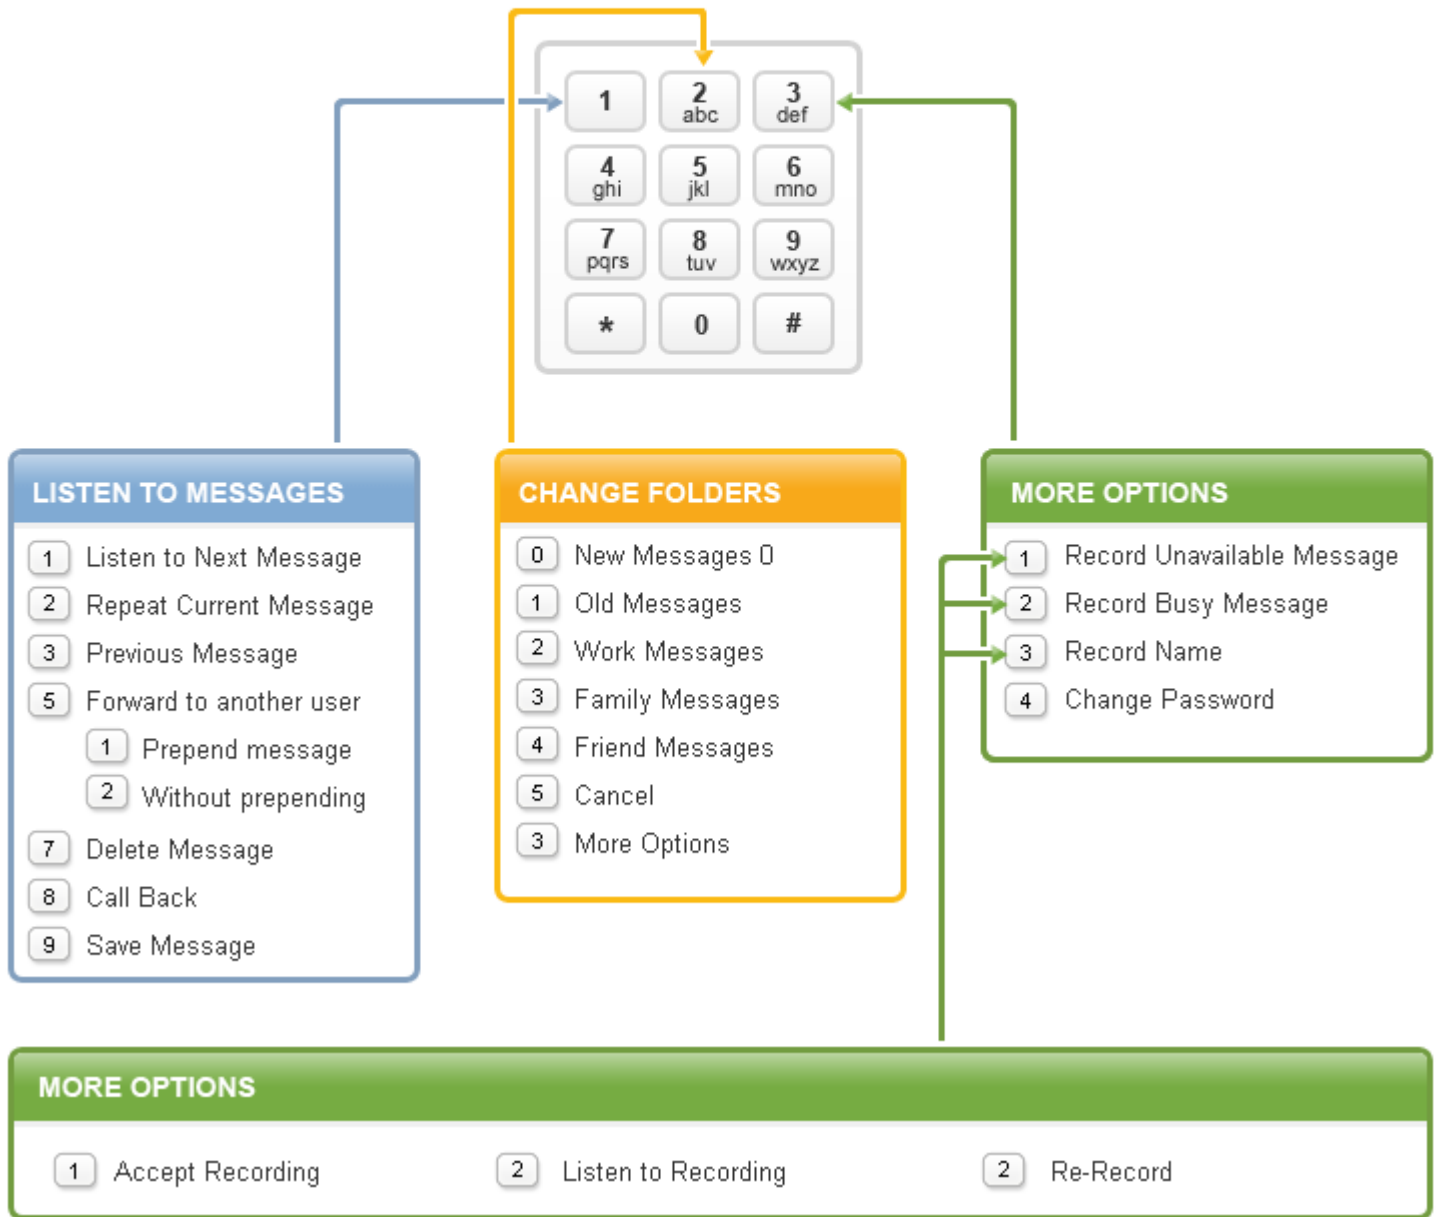 1 2 3
abc def
4 5 6
ghi jkl mno
7 8 9
pqrs tuv wxyz
* 0 #
LISTEN TO MESSAGES
1 Listen to Next Message
2 Repeat Current Message
3 Previous Message
5 Forward to another user
1 Prepend message
2 Without prepending
7 Delete Message
8 Call Back
9 Save Message
CHANGE FOLDERS
0 New Messages 0
1 Old Messages
2 Work Messages
3 Family Messages
4 Friend Messages
5 Cancel
3 More Options
MORE OPTIONS
1 Record Unavailable Message
2 Record Busy Message
3 Record Name
4 Change Password
MORE OPTIONS
1 Accept Recording 2 Listen to Recording 2 Re-Record